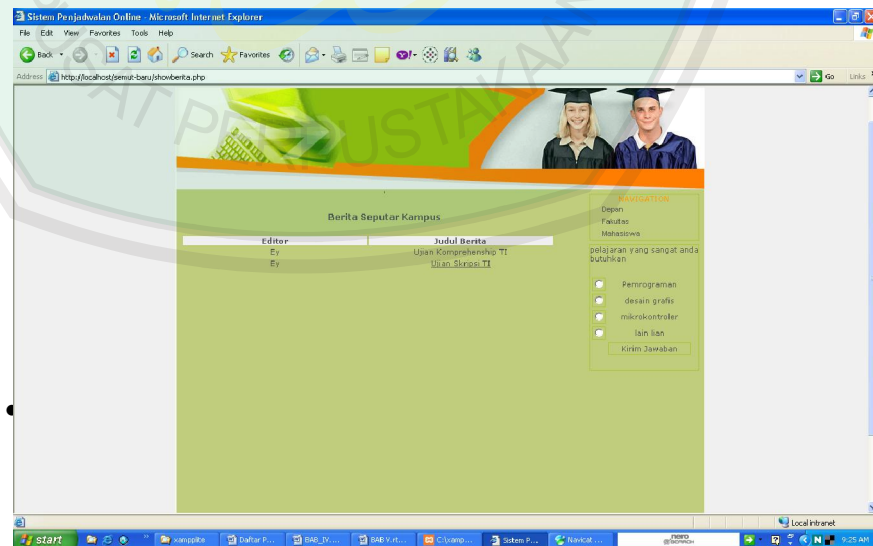 Sistem Penjadwalan Online - Microsoft Internet Explorer
File Edit View Favorites Tools Help
Back Search Favorites
Address http://localhost/semut-baru/showberita.php Go Links
PERPUSTAKAAN
NAVIGATION
Depan
Fakultas
Mahasiswa
Berita Seputar Kampus
Editor Judul Berita
Ey Ujian Komprehenship TI
Ey Ujian Skripsi TI
pelajaran yang sangat anda
butuhkan
Pemrograman
desain grafis
mikrokontroller
lain lian
Kirim Jawaban
Local intranet
start xampplite Daftar P... BAB_IV.... BAB V.rt... C:\xamp... Sistem P... Navicat ... nero 9:25 AM